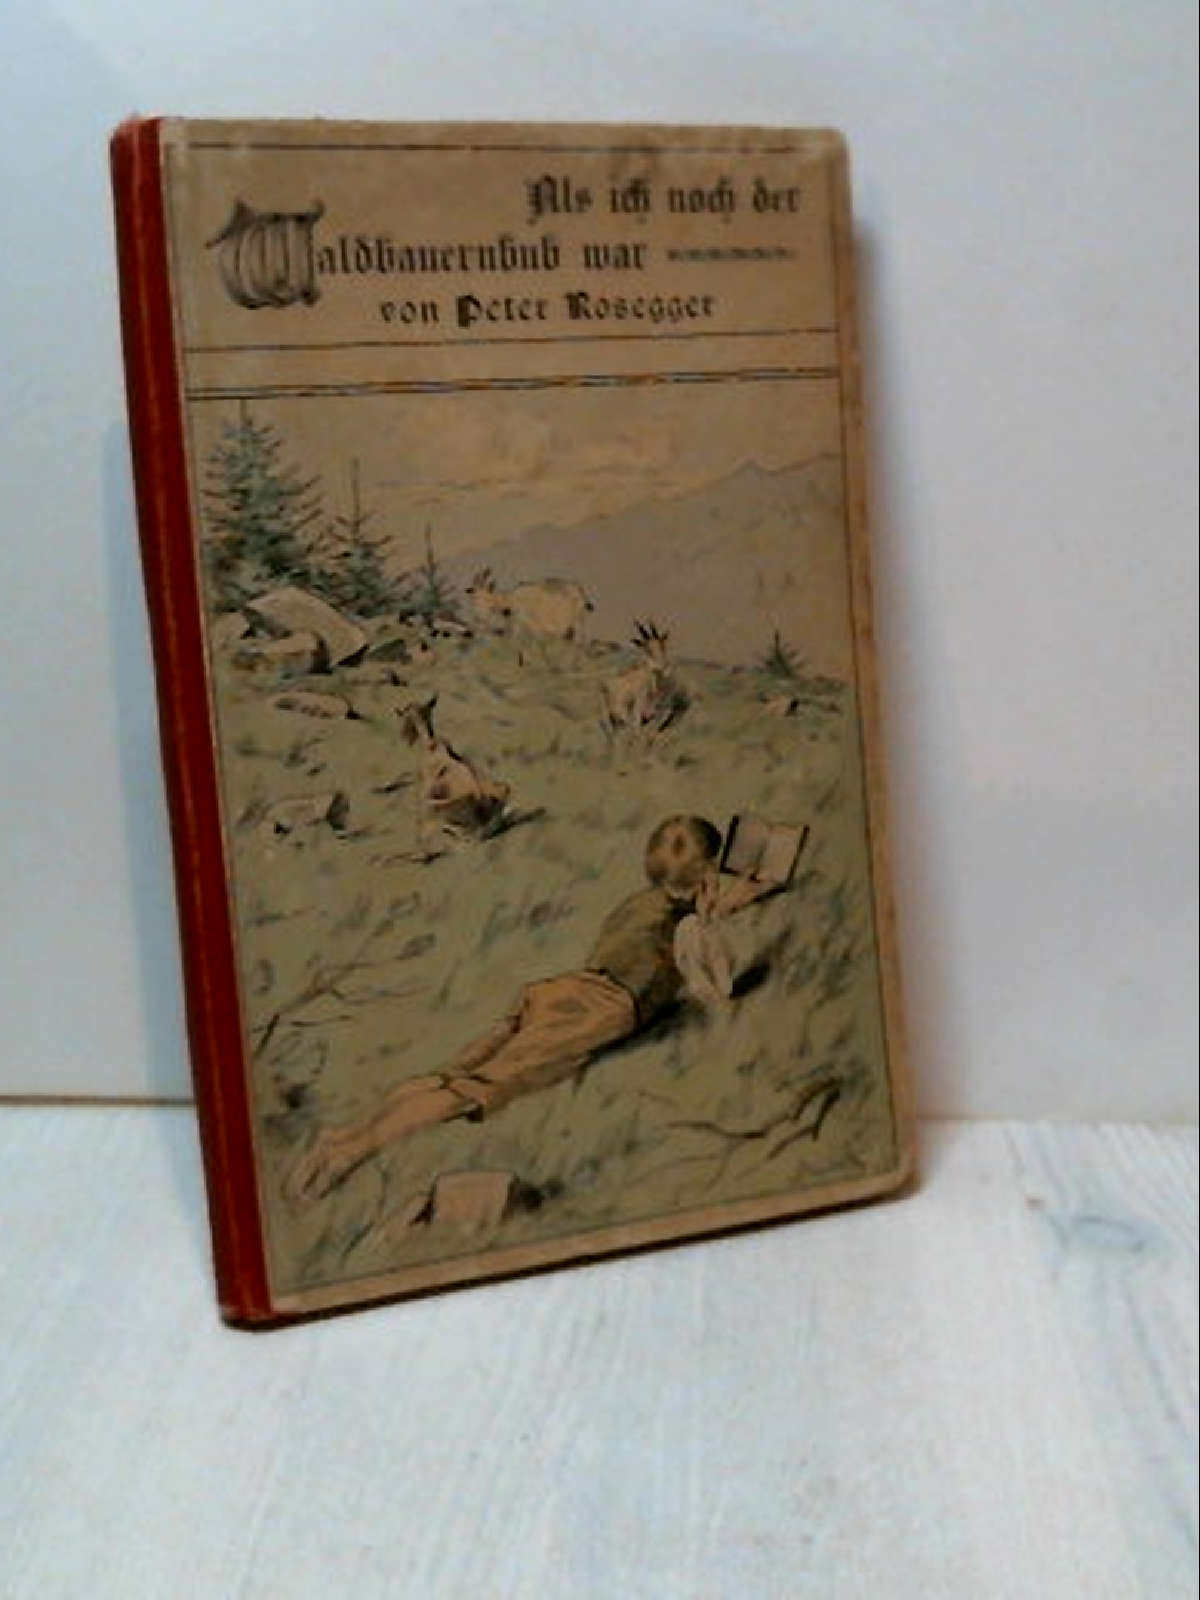 Als ich noch der
Waldbauernbub war
von Peter Rosegger